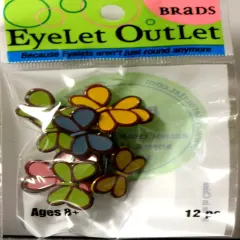 BRADS
EyeLet OutLet
Because Eyelets aren't just round anymore
Ages 8+
12 pc